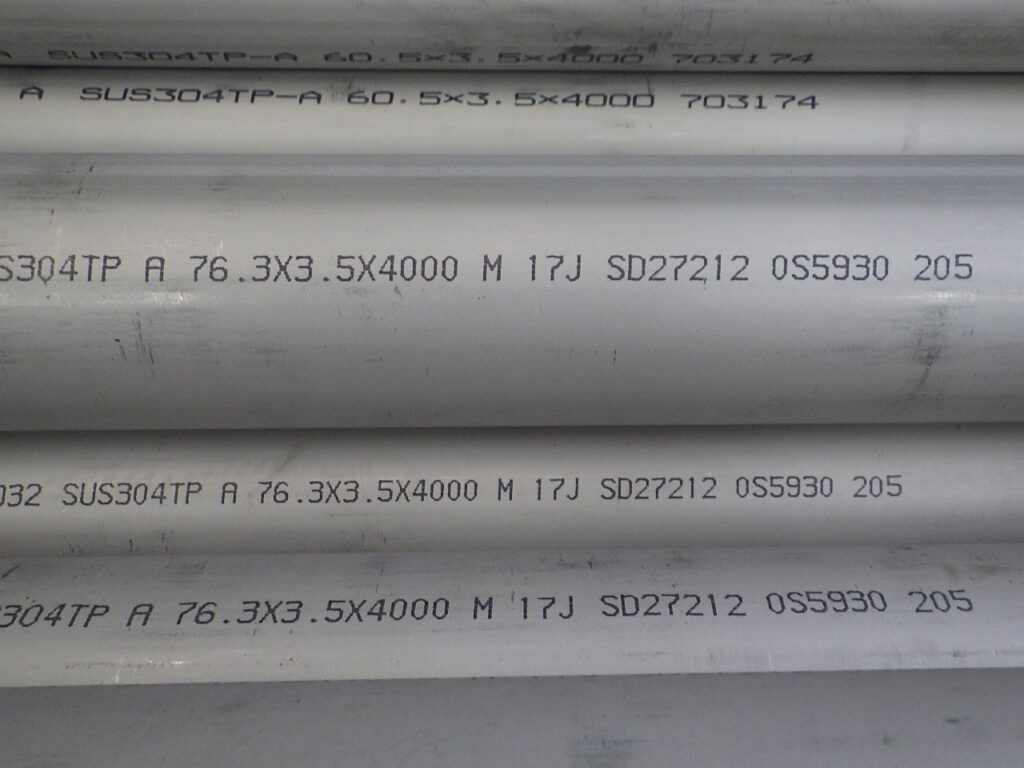 A SUS304TP-A 60.5×3.5×4000 703174
A SUS304TP-A 60.5×3.5×4000 703174
S304TP A 76.3X3.5X4000 M 17J SD27212 0S5930 205
032 SUS304TP A 76.3X3.5X4000 M 17J SD27212 0S5930 205
304TP A 76.3X3.5X4000 M 17J SD27212 0S5930 205